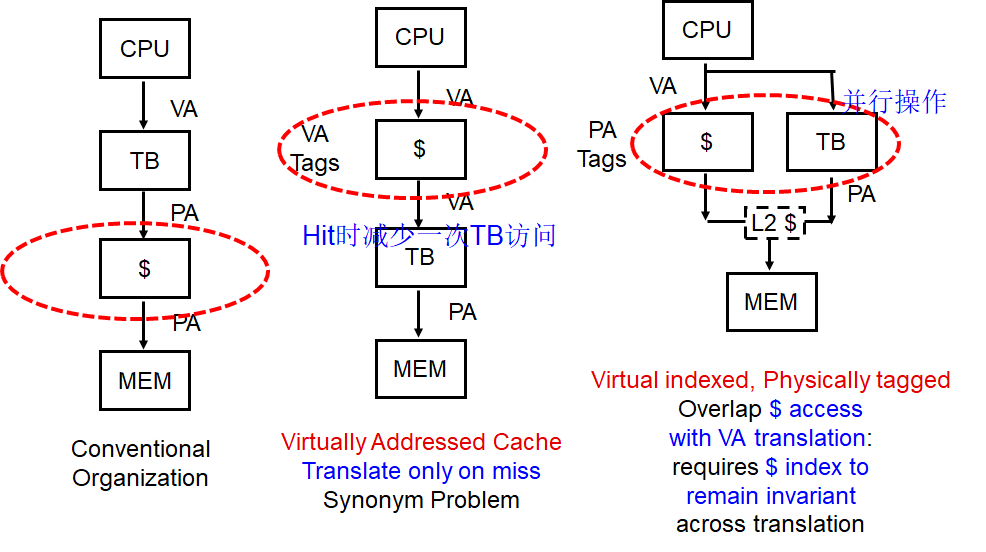 CPU
VA
TB
PA
$
PA
MEM
Conventional
Organization
CPU
VA
VA
Tags
$
VA
Hit时减少一次TB访问
TB
PA
MEM
Virtually Addressed Cache
Translate only on miss
Synonym Problem
CPU
VA
并行操作
PA
Tags
$
TB
PA
L2 $
MEM
Virtual indexed, Physically tagged
Overlap $ access
with VA translation:
requires $ index to
remain invariant
across translation